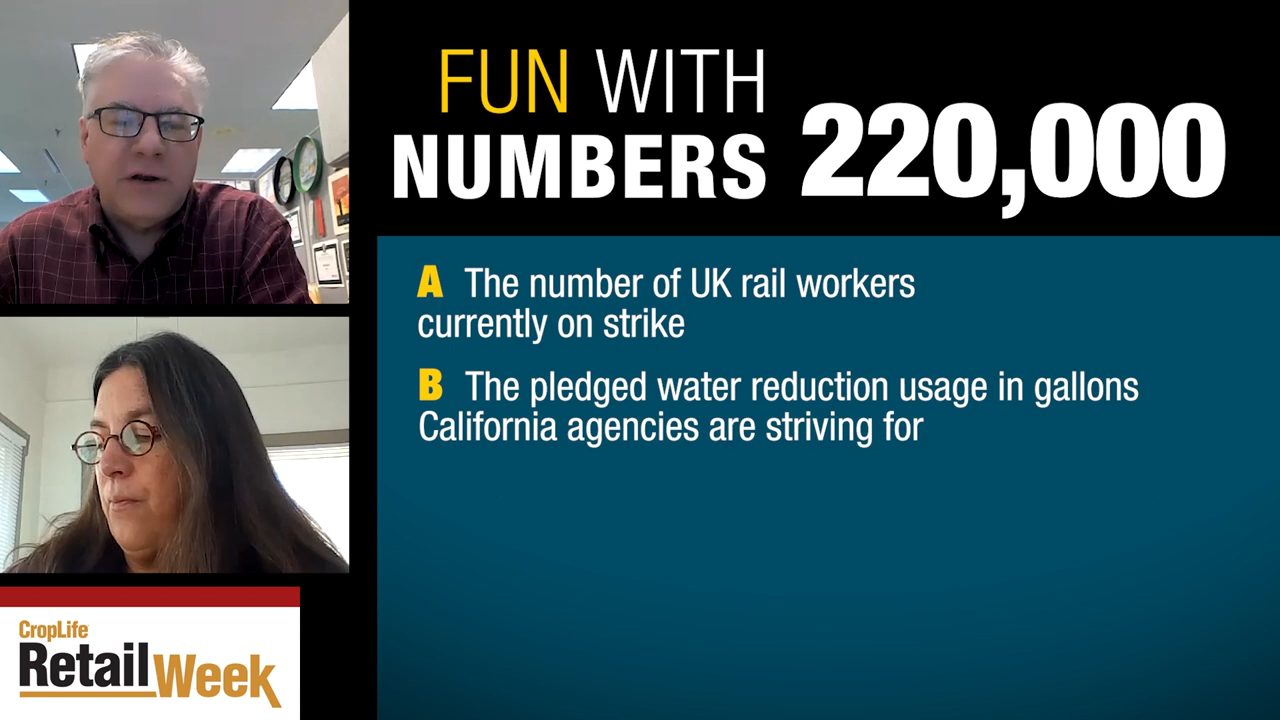 FUN WITH
NUMBERS 220,000
A The number of UK rail workers
currently on strike
B The pledged water reduction usage in gallons
California agencies are striving for
CropLife
RetailWeek